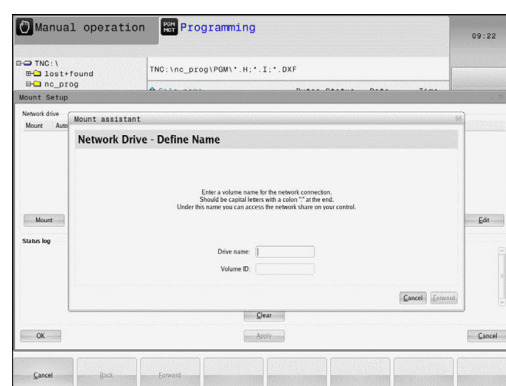 Manual operation
PGM MGT Programming
09:22
TNC:\
lost+found
nc_prog
TNC:\nc_prog\PGM\*.H;*.I;*.DXF
Mount Setup
Network drive
Mount Auto
Mount assistant
Network Drive - Define Name
Enter a volume name for the network connection.
Should be capital letters with a colon ":" at the end.
Under this name you can access the network share on your control.
Mount
Edit
Status log
Drive name:
Volume ID:
Cancel Forward
Clear
OK
Apply
Cancel
Cancel
Back
Forward